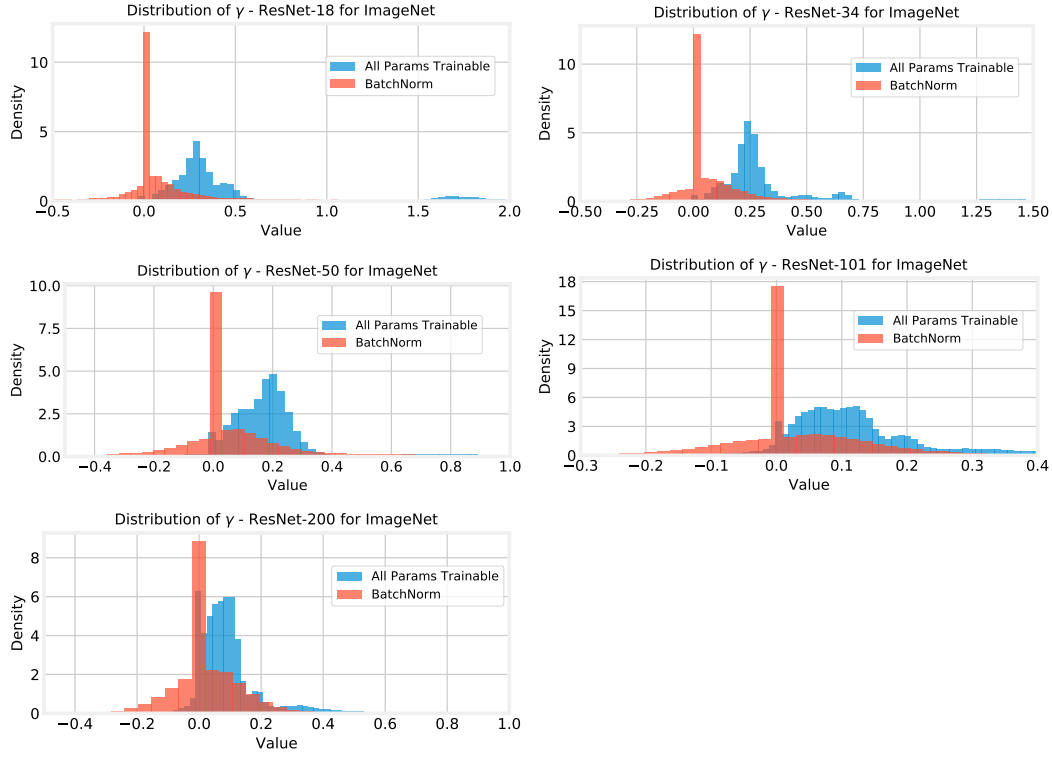 Distribution of γ - ResNet-18 for ImageNet
Density
10
5
0
All Params Trainable
BatchNorm
−0.5
0.0
0.5
1.0
1.5
2.0
Value
Distribution of γ - ResNet-34 for ImageNet
Density
10
5
0
All Params Trainable
BatchNorm
−0.50
−0.25
0.00
0.25
0.50
0.75
1.00
1.25
1.50
Value
Distribution of γ - ResNet-50 for ImageNet
Density
10.0
7.5
5.0
2.5
0.0
All Params Trainable
BatchNorm
−0.4
−0.2
0.0
0.2
0.4
0.6
0.8
1.0
Value
Distribution of γ - ResNet-101 for ImageNet
Density
18
15
12
9
6
3
0
All Params Trainable
BatchNorm
−0.3
−0.2
−0.1
0.0
0.1
0.2
0.3
0.4
Value
Distribution of γ - ResNet-200 for ImageNet
Density
8
6
4
2
0
All Params Trainable
BatchNorm
−0.4
−0.2
0.0
0.2
0.4
0.6
0.8
1.0
Value